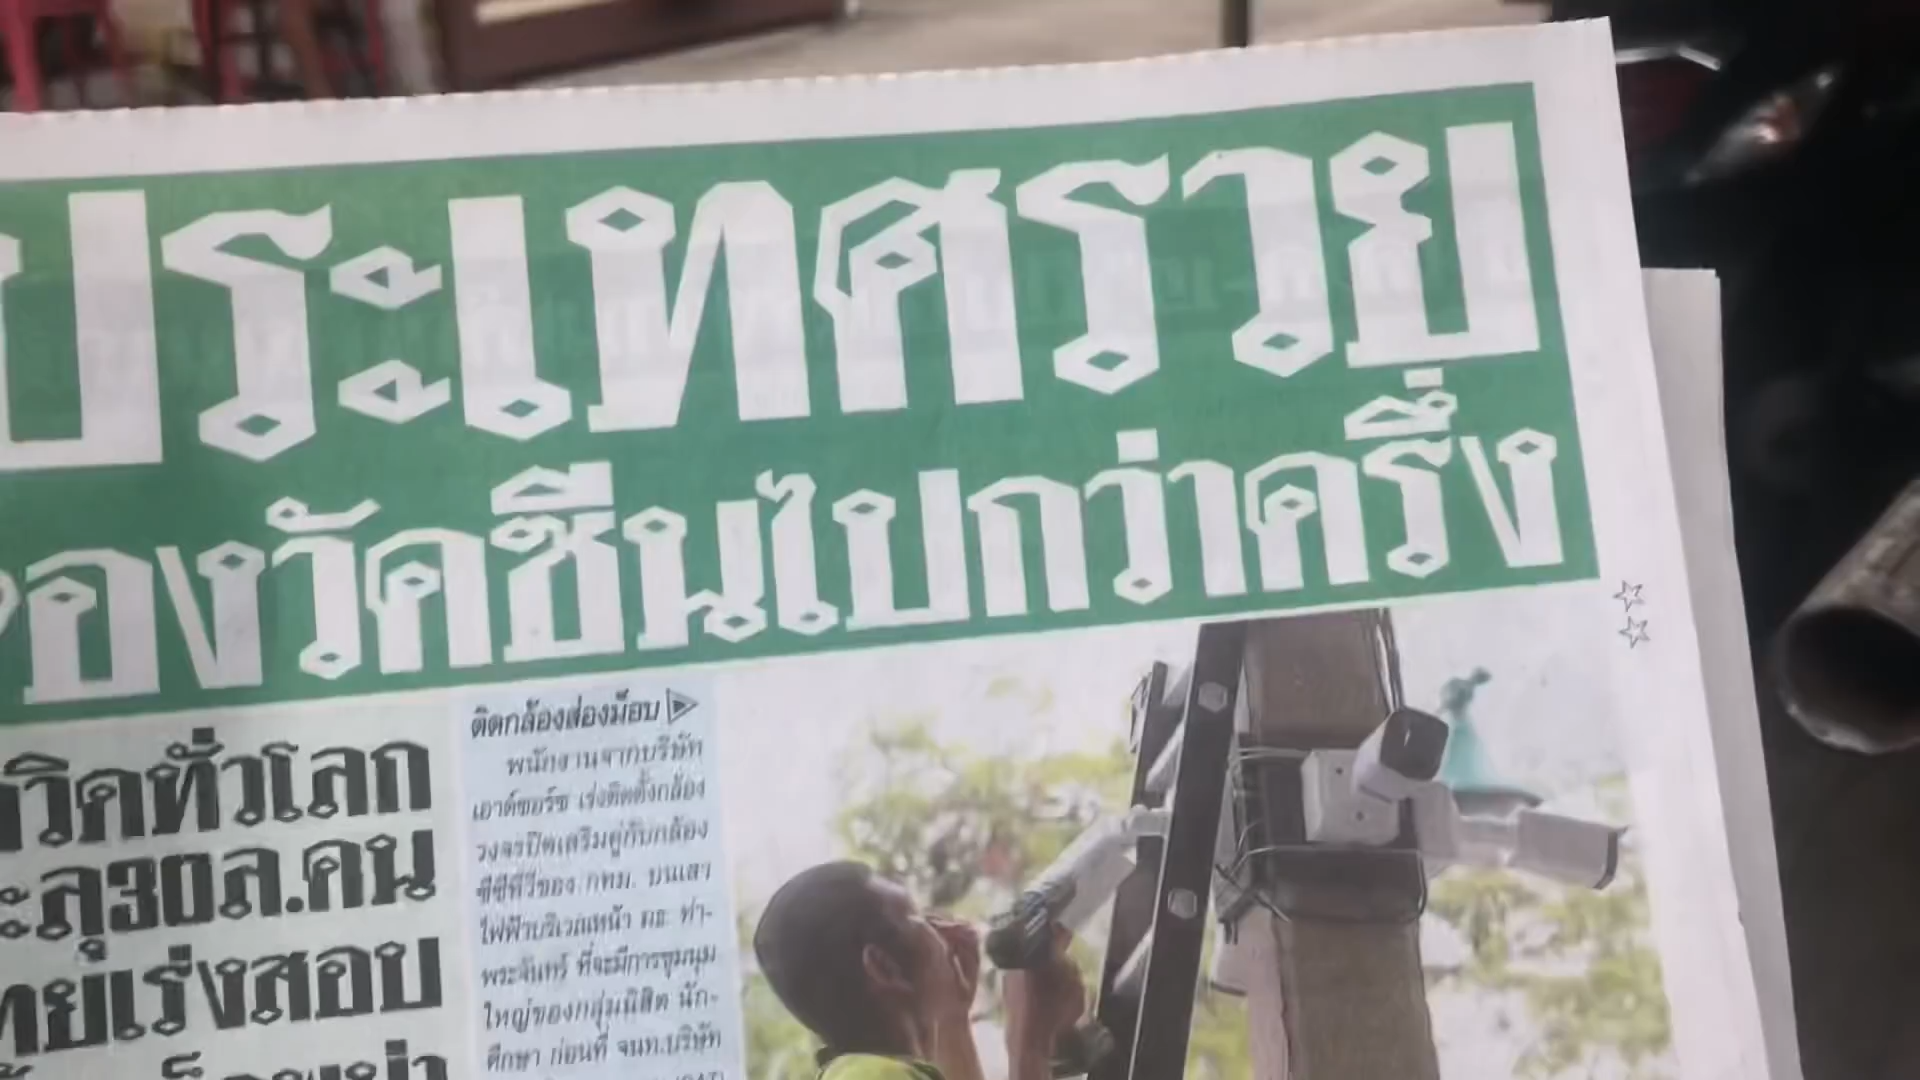 ประเทศรวย
จองวัคซีนไปกว่าครึ่ง
โควิดทั่วโลก
ทะลุ30ล.คน
ไทยเร่งสอบ
ติดกล้องส่องม็อบ
พนักงานจากบริษัท
เอาต์ซอร์ซ เร่งติดตั้งกล้อง
วงจรปิดเสริมคู่กับกล้อง
ซีซีทีวีของ กทม. บนเสา
ไฟฟ้าบริเวณหน้า มธ. ท่า-
พระจันทร์ ที่จะมีการชุมนุม
ใหญ่ของกลุ่มนิสิต นัก-
ศึกษา ก่อนที่ จนท.บริษัท